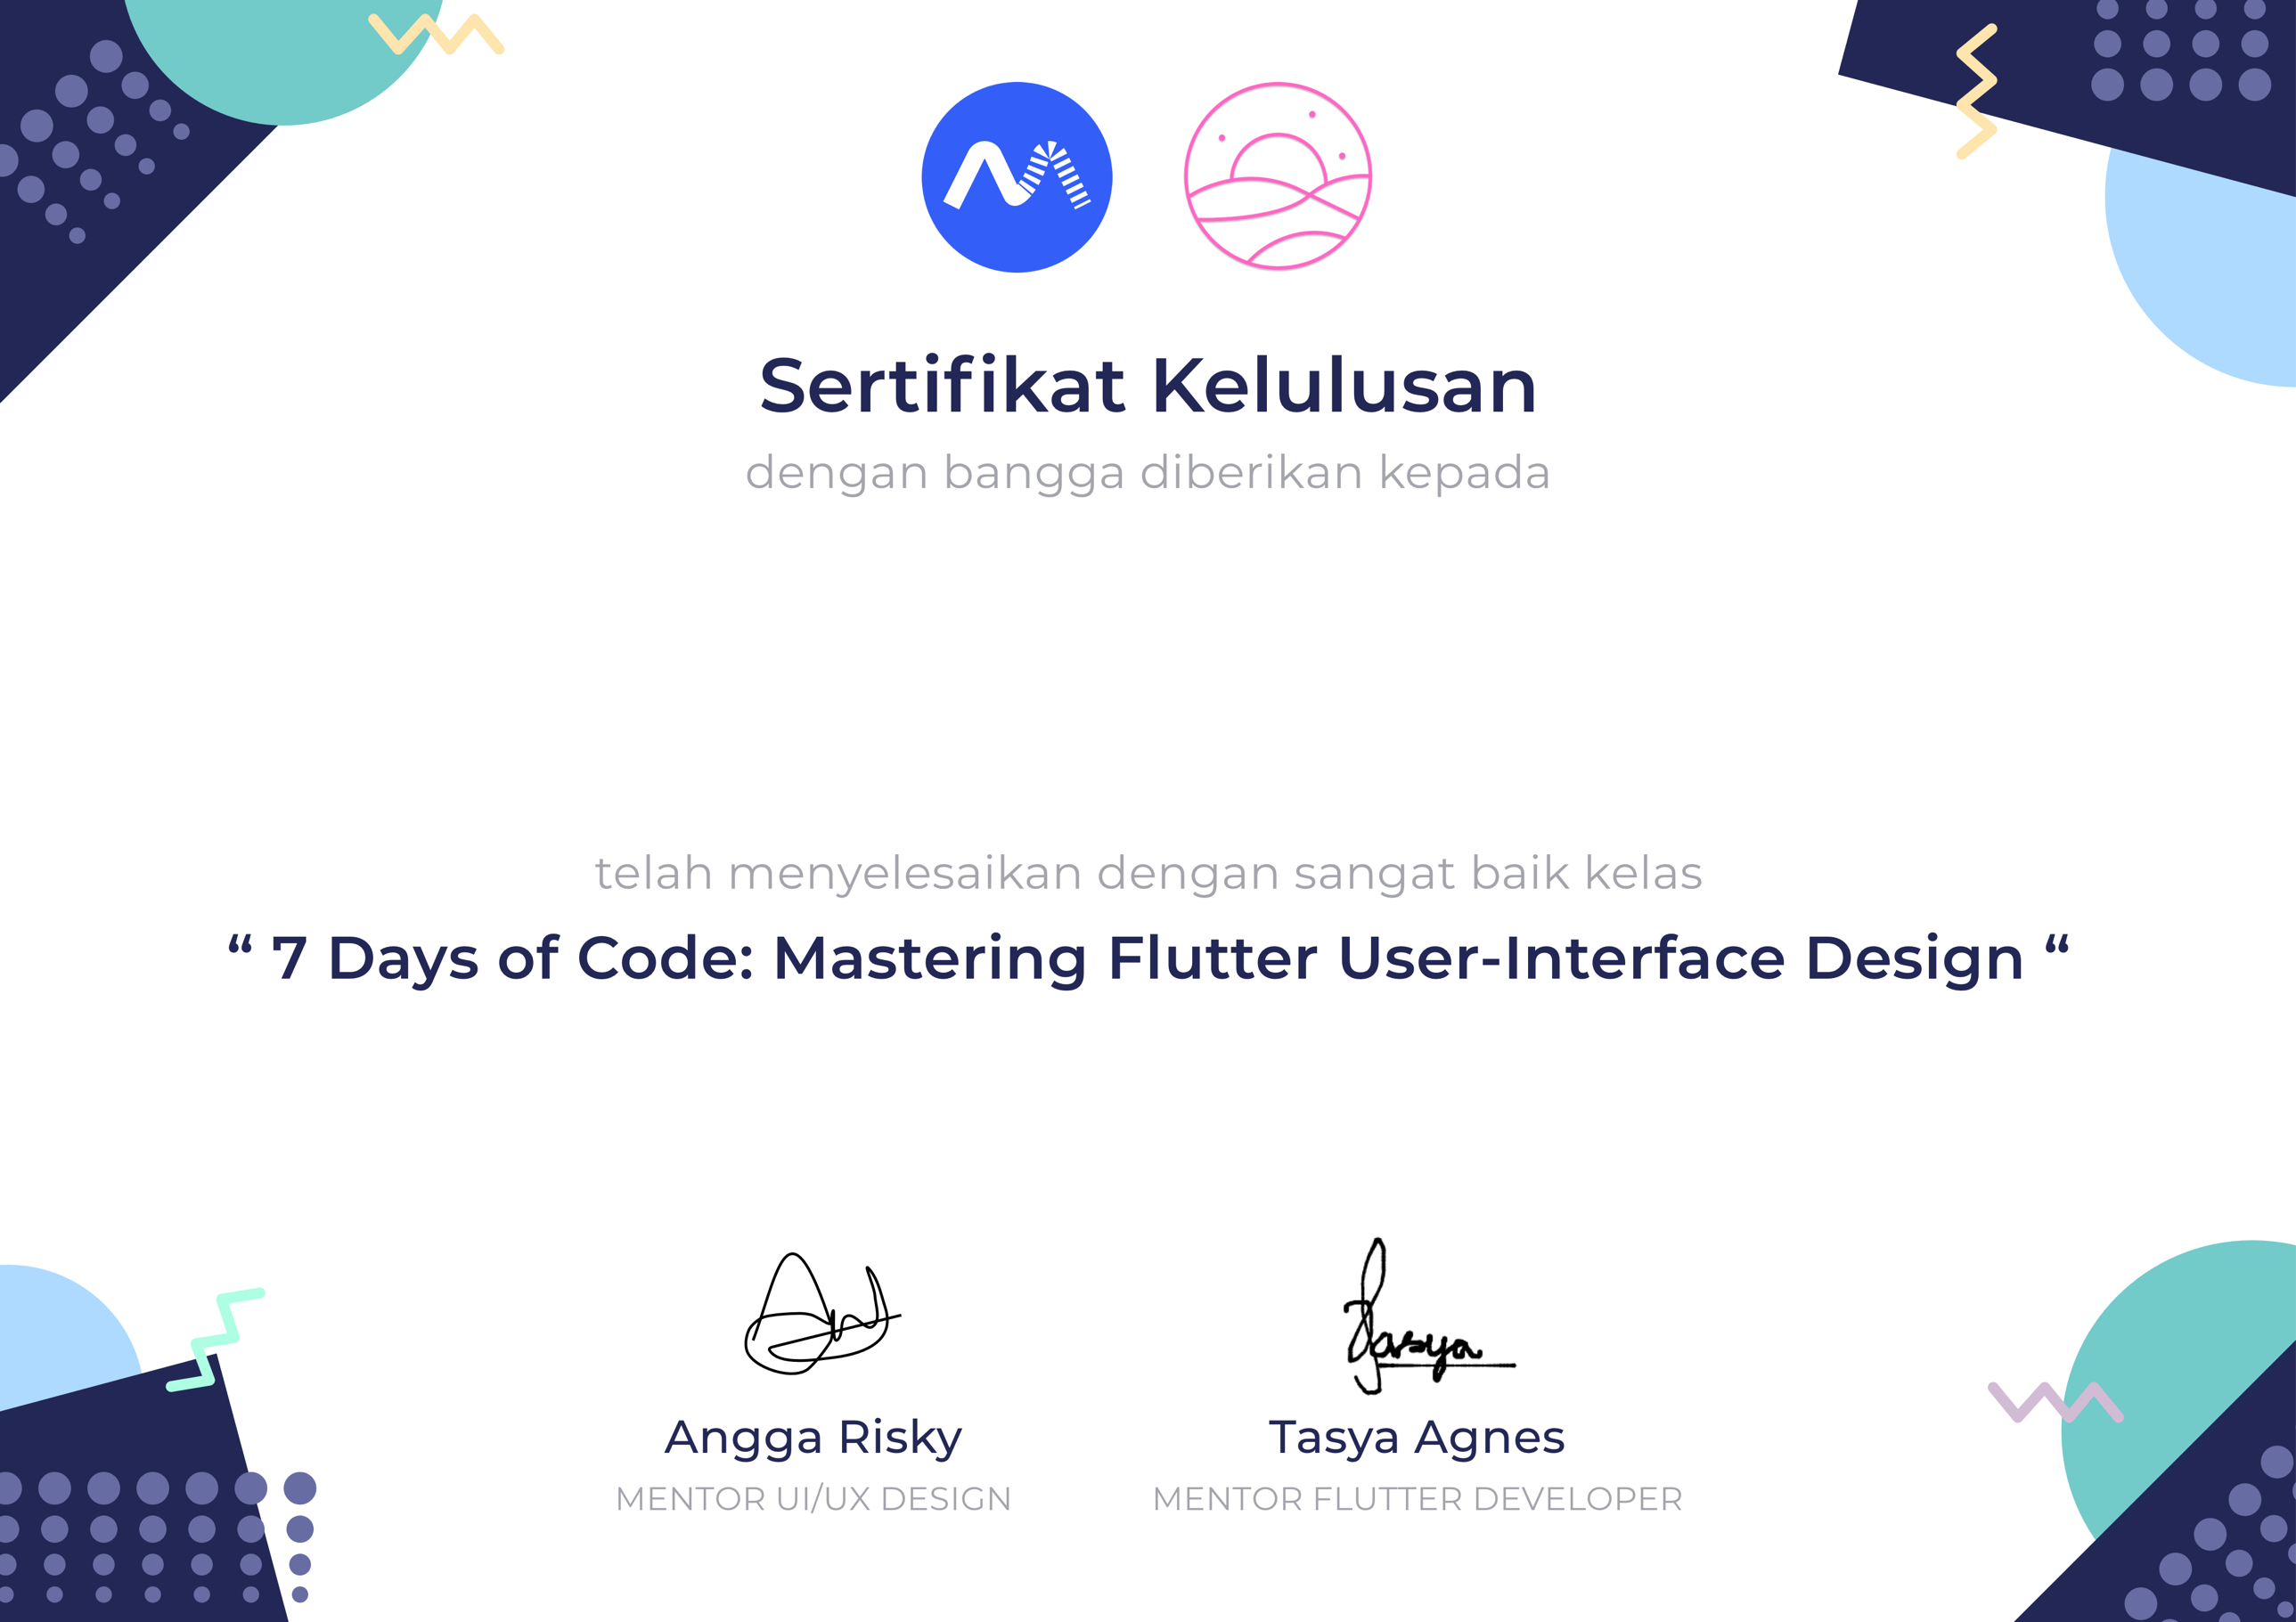 Sertifikat Kelulusan
dengan bangga diberikan kepada
telah menyelesaikan dengan sangat baik kelas
“ 7 Days of Code: Mastering Flutter User-Interface Design “
Tasya
Angga Risky
Tasya Agnes
MENTOR UI/UX DESIGN
MENTOR FLUTTER DEVELOPER